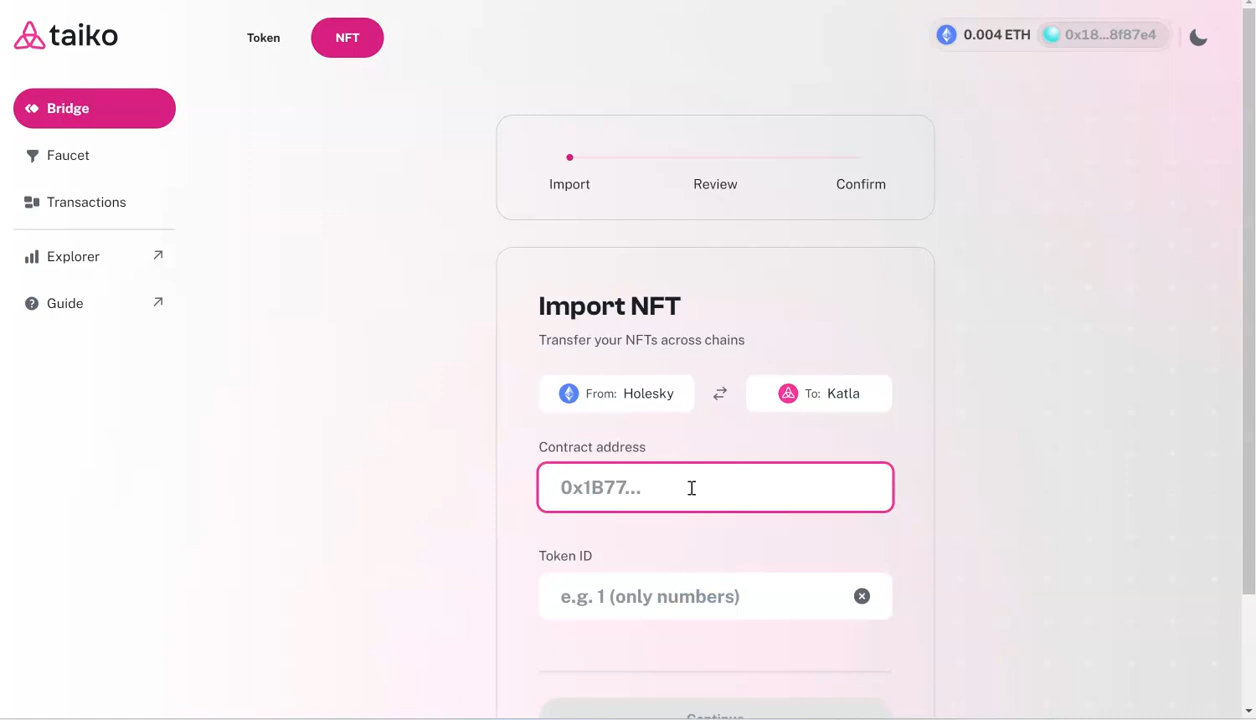 taiko
Token
NFT
0.004 ETH
0x18...8f87e4
Bridge
Faucet
Transactions
Explorer
Guide
Import
Review
Confirm
Import NFT
Transfer your NFTs across chains
From: Holesky
To: Katla
Contract address
0x1B77...
Token ID
e.g. 1 (only numbers)
Continue